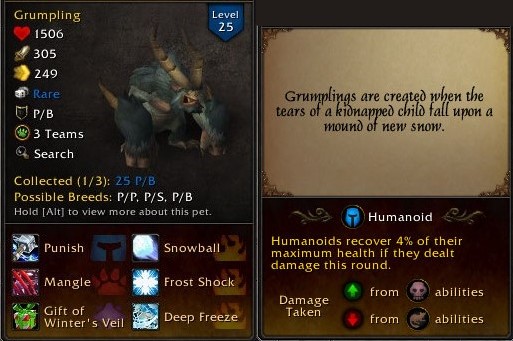 Grumpling
Level
25
1506
305
249
Rare
P/B
3 Teams
Search
Collected (1/3): 25 P/B
Possible Breeds: P/P, P/S, P/B
Hold [Alt] to view more about this pet.
Punish
Snowball
Mangle
Frost Shock
Gift of
Winter's Veil
Deep Freeze
Grumplings are created when the
tears of a kidnapped child fall upon a
mound of new snow.
Humanoid
Humanoids recover 4% of their
maximum health if they dealt
damage this round.
Damage
Taken
from abilities
from abilities